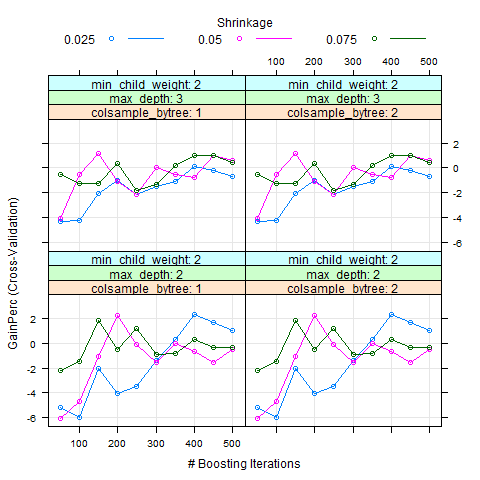 Shrinkage
0.025 0.05 0.075
100 200 300 400 500
min_child_weight: 2 min_child_weight: 2
max_depth: 3 max_depth: 3
colsample_bytree: 1 colsample_bytree: 2
2
0
-2
-4
-6
min_child_weight: 2 min_child_weight: 2
max_depth: 2 max_depth: 2
colsample_bytree: 1 colsample_bytree: 2
2
0
-2
-4
-6
GainPerc (Cross-Validation)
100 200 300 400 500
# Boosting Iterations